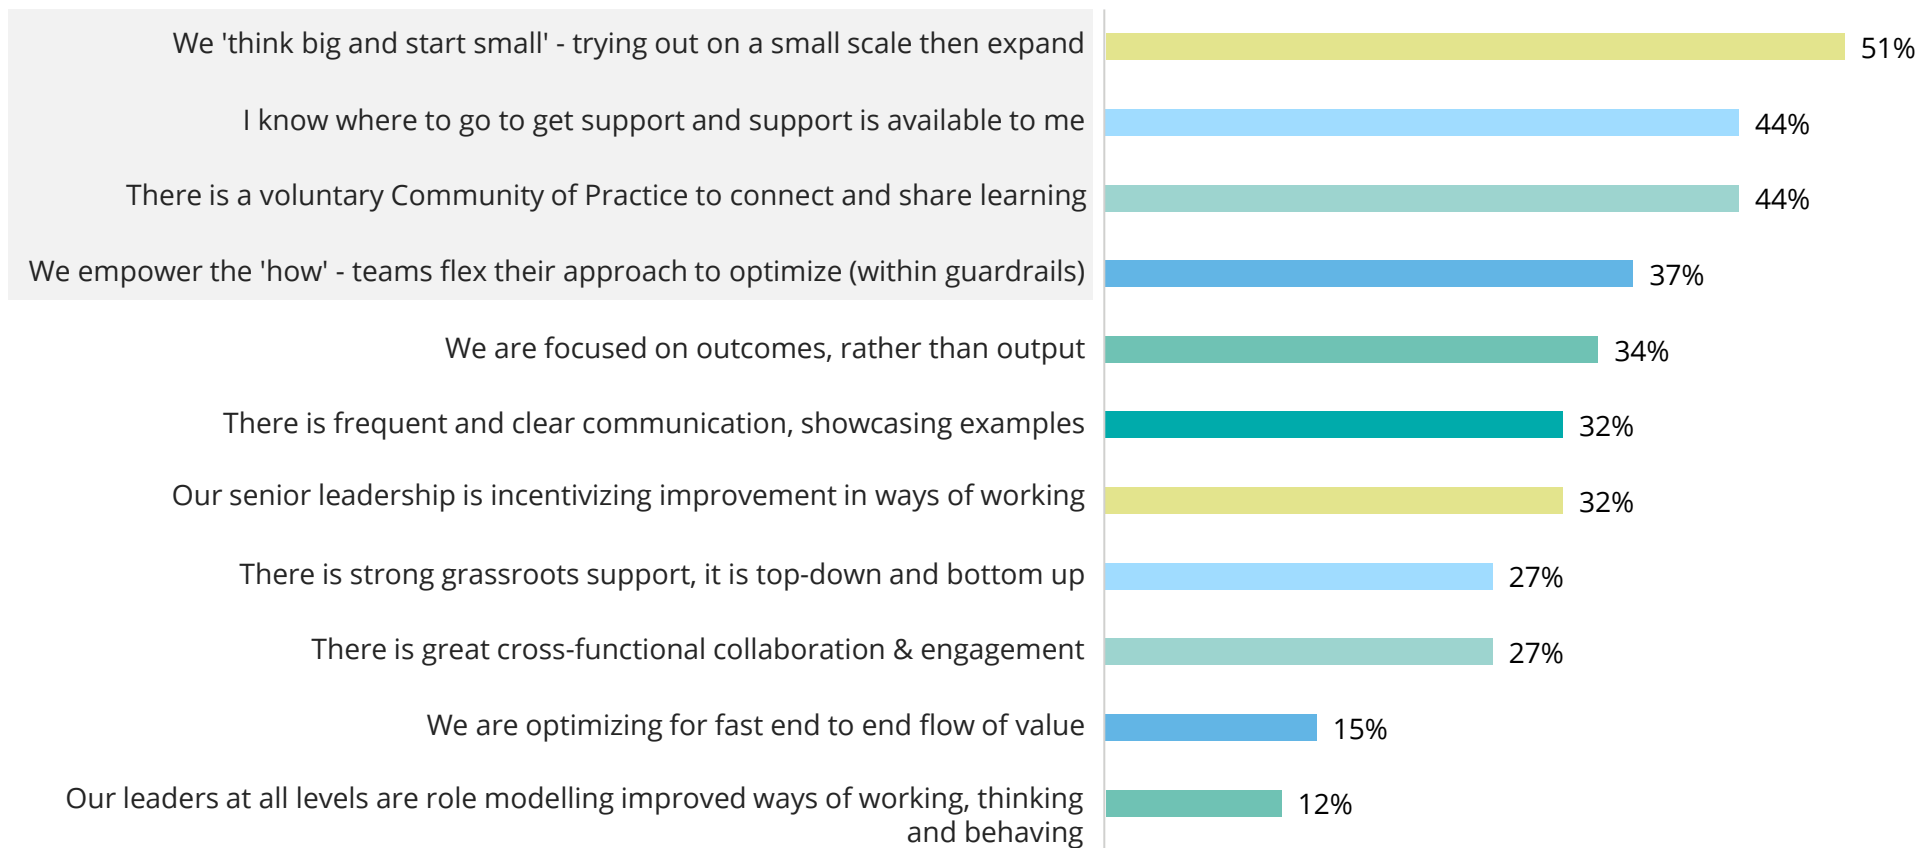 We 'think big and start small' - trying out on a small scale then expand 51%
I know where to go to get support and support is available to me 44%
There is a voluntary Community of Practice to connect and share learning 44%
We empower the 'how' - teams flex their approach to optimize (within guardrails) 37%
We are focused on outcomes, rather than output 34%
There is frequent and clear communication, showcasing examples 32%
Our senior leadership is incentivizing improvement in ways of working 32%
There is strong grassroots support, it is top-down and bottom up 27%
There is great cross-functional collaboration & engagement 27%
We are optimizing for fast end to end flow of value 15%
Our leaders at all levels are role modelling improved ways of working, thinking 12%
and behaving